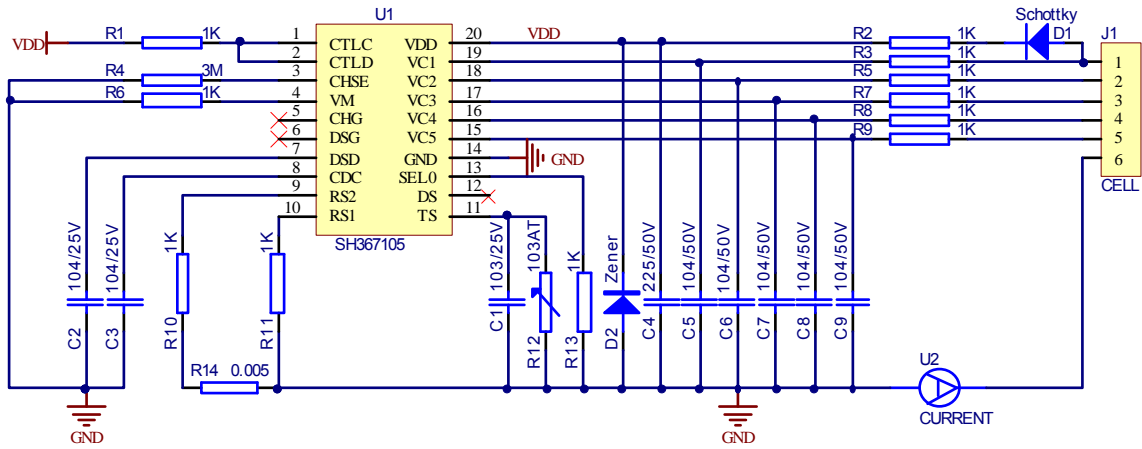 U1
Schottky
D1
J1
VDD
R1 1K
R4 3M
R6 1K
1 CTLC
2 CTLD
3 CHSE
4 VM
5 CHG
6 DSG
7 DSD
8 CDC
9 RS2
10 RS1
VDD 20
VC1 19
VC2 18
VC3 17
VC4 16
VC5 15
GND 14
SEL0 13
DS 12
TS 11
SH367105
VDD
GND
R2 1K
R3 1K
R5 1K
R7 1K
R8 1K
R9 1K
1
2
3
4
5
6
CELL
C2 104/25V
C3 104/25V
R10 1K
R11 1K
R14 0.005
C1 103/25V
R12 103AT
R13 1K
D2 Zener
C4 225/50V
C5 104/50V
C6 104/50V
C7 104/50V
C8 104/50V
C9 104/50V
U2
CURRENT
GND
GND